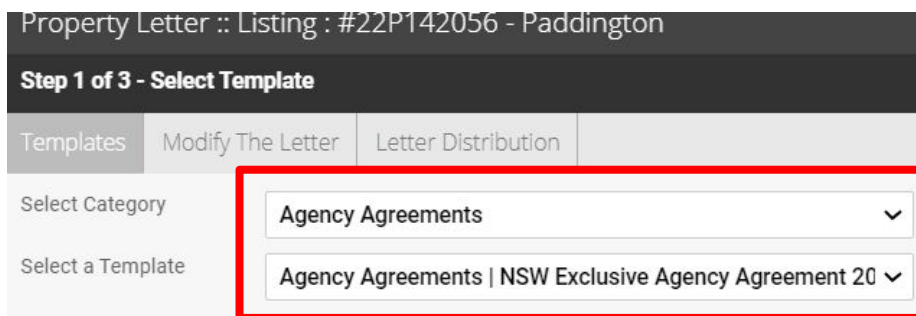 Property Letter :: Listing : #22P142056 - Paddington
Step 1 of 3 - Select Template
Templates Modify The Letter Letter Distribution
Select Category Agency Agreements
Select a Template Agency Agreements | NSW Exclusive Agency Agreement 20